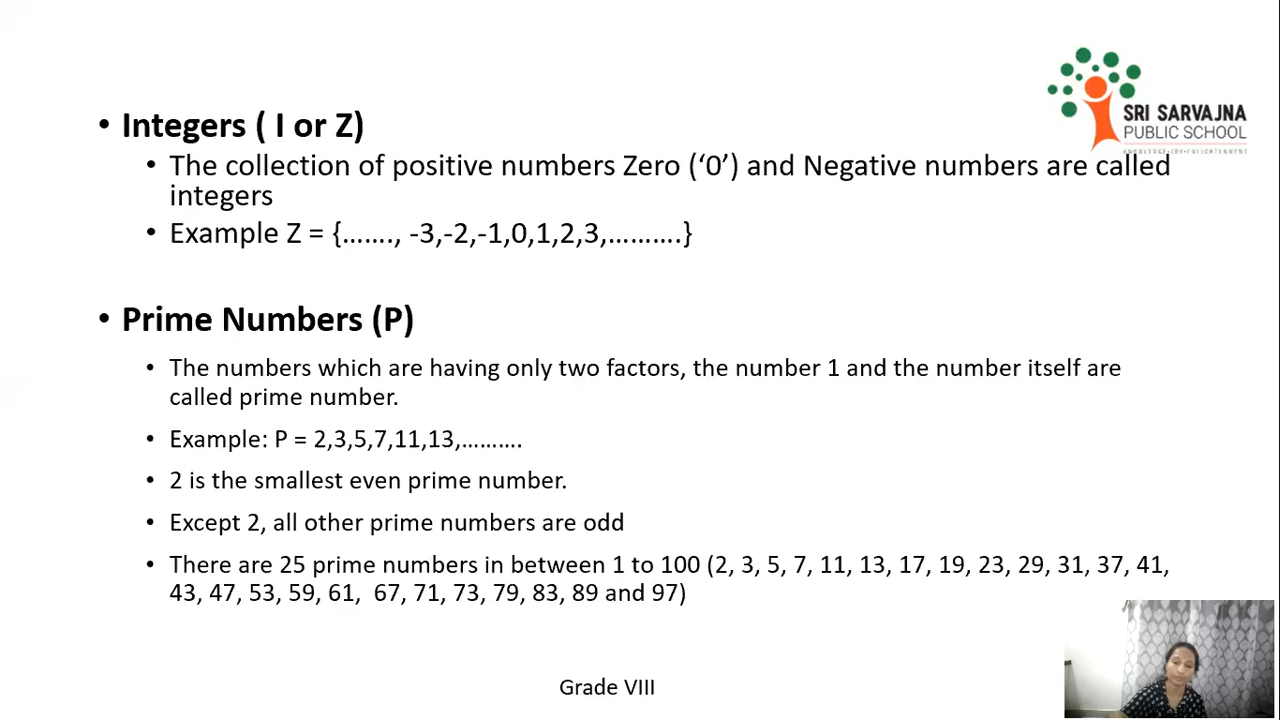 SRI SARVAJNA
PUBLIC SCHOOL
• Integers ( I or Z)
• The collection of positive numbers Zero (‘0’) and Negative numbers are called
integers
• Example Z = {……., -3,-2,-1,0,1,2,3,……….}
• Prime Numbers (P)
• The numbers which are having only two factors, the number 1 and the number itself are
called prime number.
• Example: P = 2,3,5,7,11,13,……….
• 2 is the smallest even prime number.
• Except 2, all other prime numbers are odd
• There are 25 prime numbers in between 1 to 100 (2, 3, 5, 7, 11, 13, 17, 19, 23, 29, 31, 37, 41,
43, 47, 53, 59, 61,  67, 71, 73, 79, 83, 89 and 97)
Grade VIII